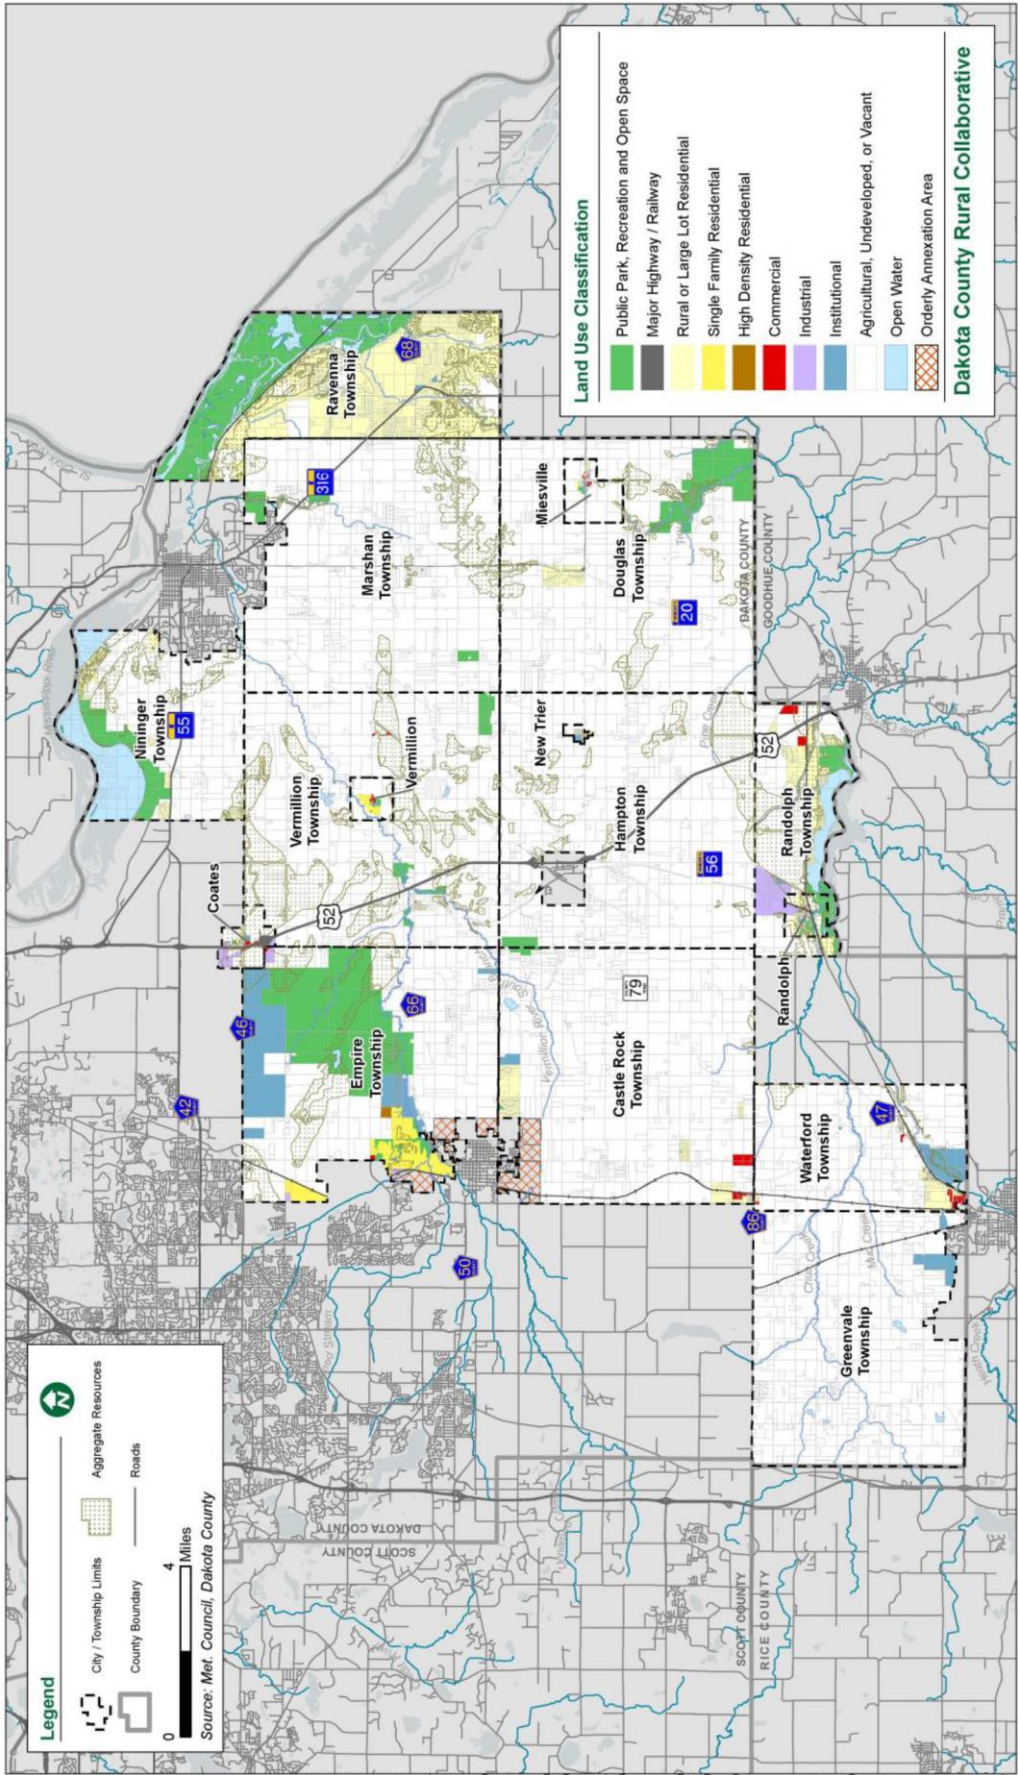 Legend
N
City / Township Limits
Aggregate Resources
County Boundary
Roads
0
4
Miles
Source: Met. Council, Dakota County
SCOTT COUNTY
DAKOTA COUNTY
Mississippi River
42
46
55
Nininger
Township
Coates
316
Ravenna
Township
68
50
Empire
Township
66
52
Vermillion
Township
Vermillion
Marshan
Township
Vermillion River
Castle Rock
Township
79
Hampton
Township
New Trier
56
Miesville
Douglas
Township
20
DAKOTA COUNTY
GOODHUE COUNTY
SCOTT COUNTY
RICE COUNTY
86
Greenvale
Township
Waterford
Township
47
Randolph
Randolph
Township
52
Land Use Classification
Public Park, Recreation and Open Space
Major Highway / Railway
Rural or Large Lot Residential
Single Family Residential
High Density Residential
Commercial
Industrial
Institutional
Agricultural, Undeveloped, or Vacant
Open Water
Orderly Annexation Area
Dakota County Rural Collaborative